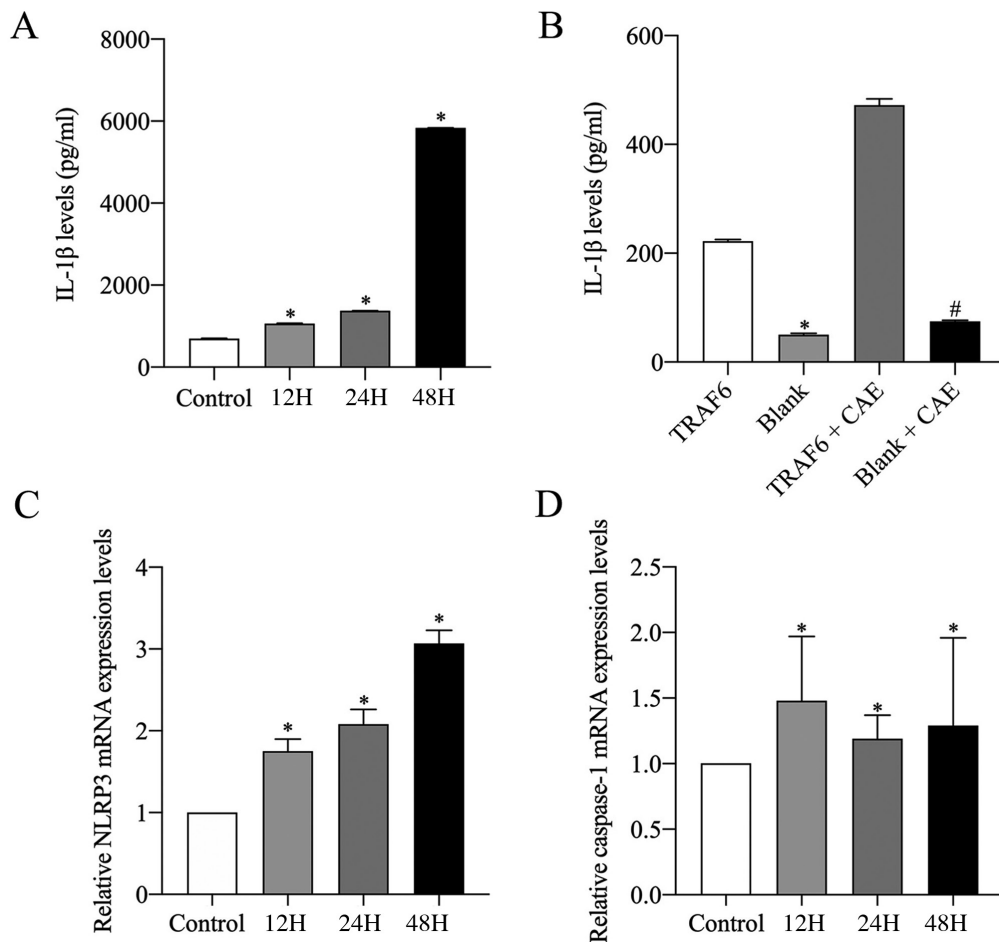 A
IL-1β levels (pg/ml)
8000
6000
4000
2000
0
*
*
*
Control
12H
24H
48H
B
IL-1β levels (pg/ml)
600
400
200
0
*
#
TRAF6
Blank
TRAF6 + CAE
Blank + CAE
C
Relative NLRP3 mRNA expression levels
4
3
2
1
0
*
*
*
Control
12H
24H
48H
D
Relative caspase-1 mRNA expression levels
2.5
2.0
1.5
1.0
0.5
0.0
*
*
*
Control
12H
24H
48H